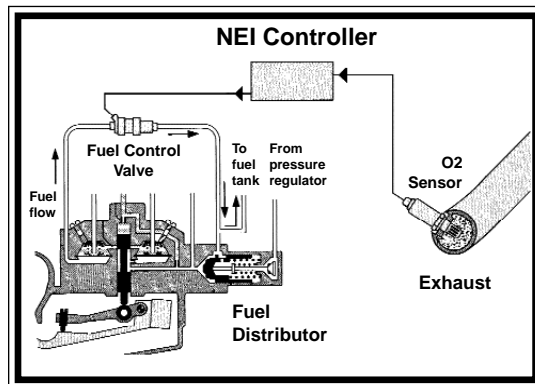 NEI Controller
Fuel Control
Valve
To
fuel
tank
From
pressure
regulator
O2
Sensor
Fuel
flow
Exhaust
Fuel
Distributor